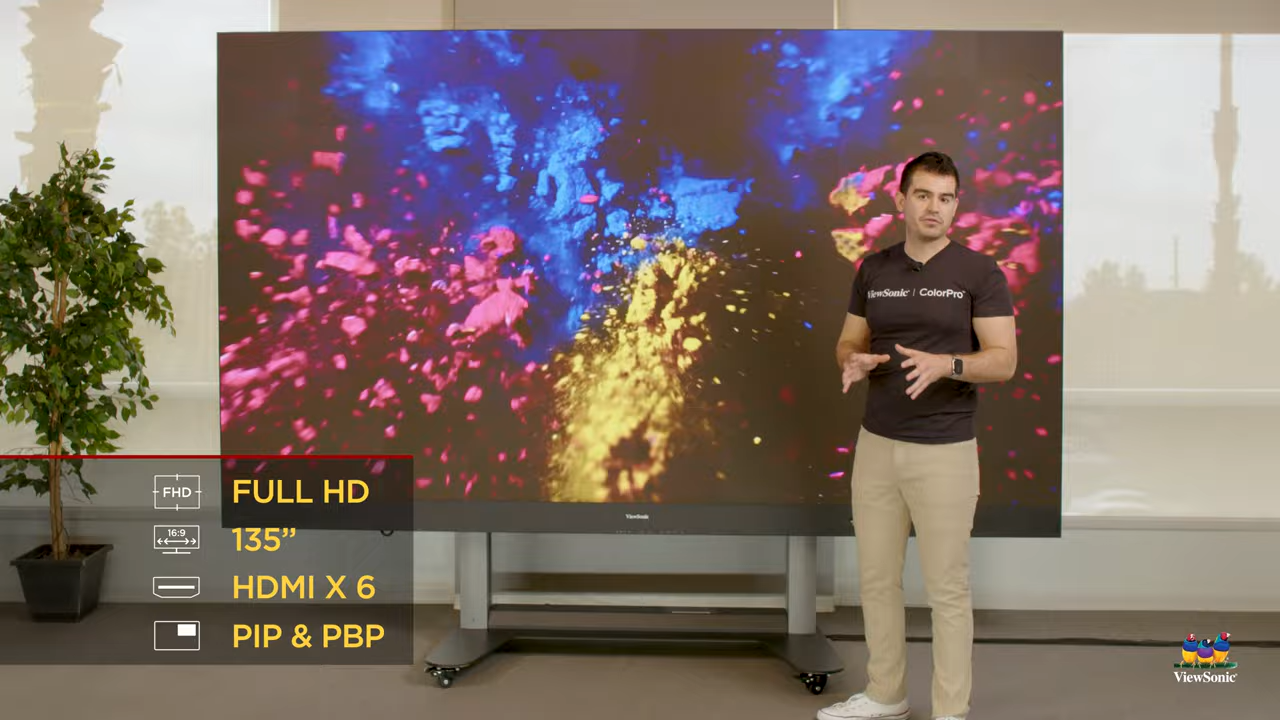 ViewSonic | ColorPro
FHD
FULL HD
16:9
135”
HDMI X 6
PIP & PBP
ViewSonic
ViewSonic